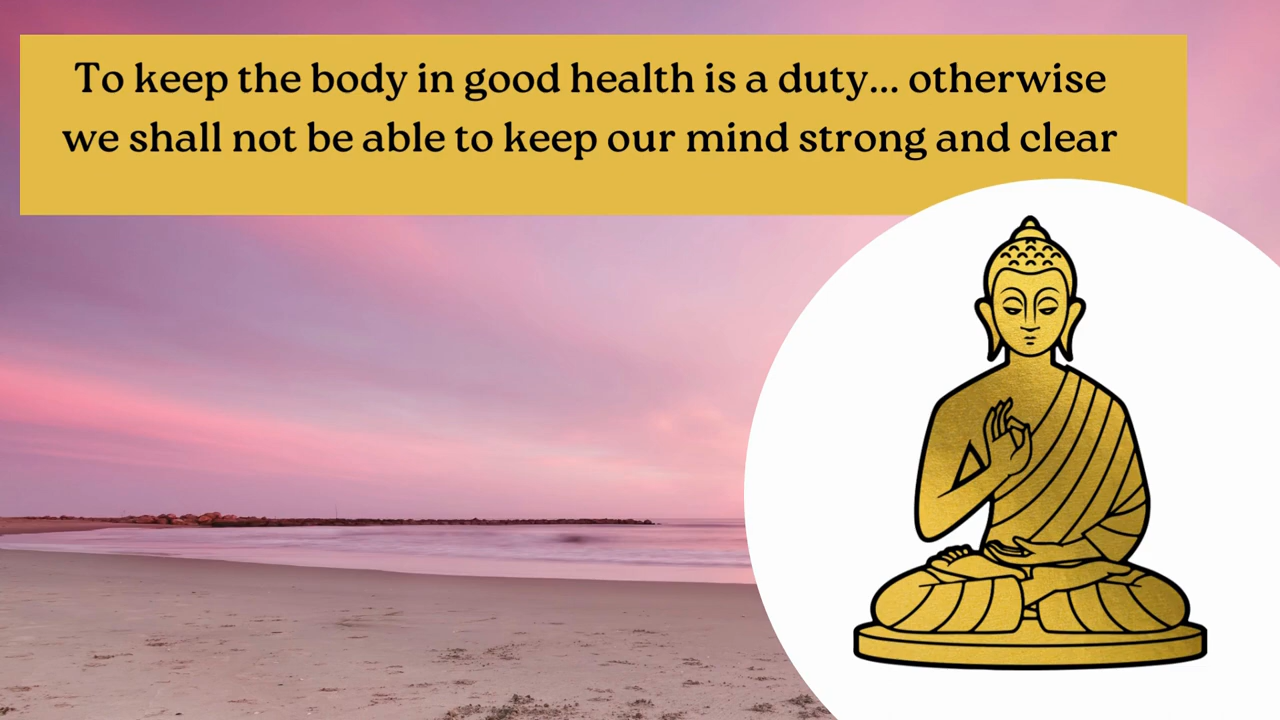 To keep the body in good health is a duty... otherwise
we shall not be able to keep our mind strong and clear